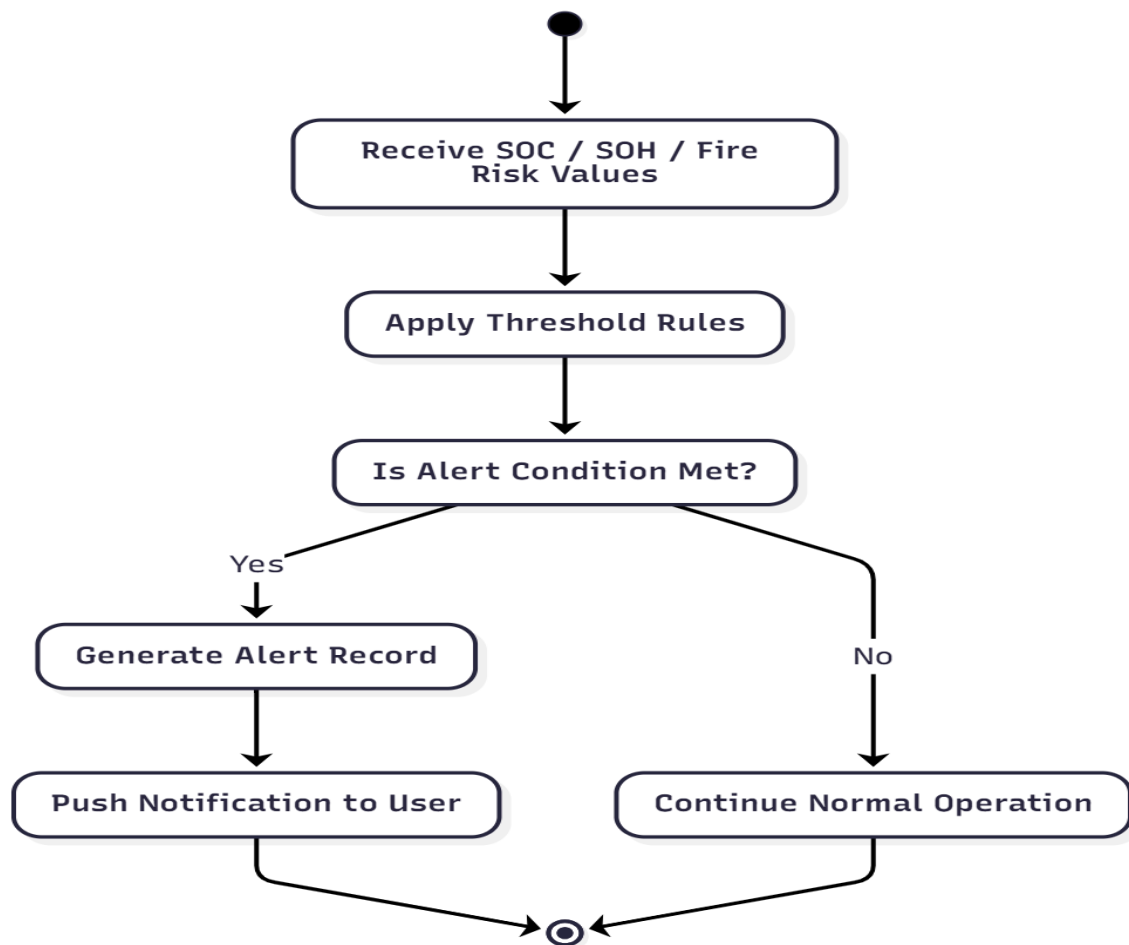 Receive SOC / SOH / Fire
Risk Values
Apply Threshold Rules
Is Alert Condition Met?
Yes
Generate Alert Record
No
Push Notification to User
Continue Normal Operation